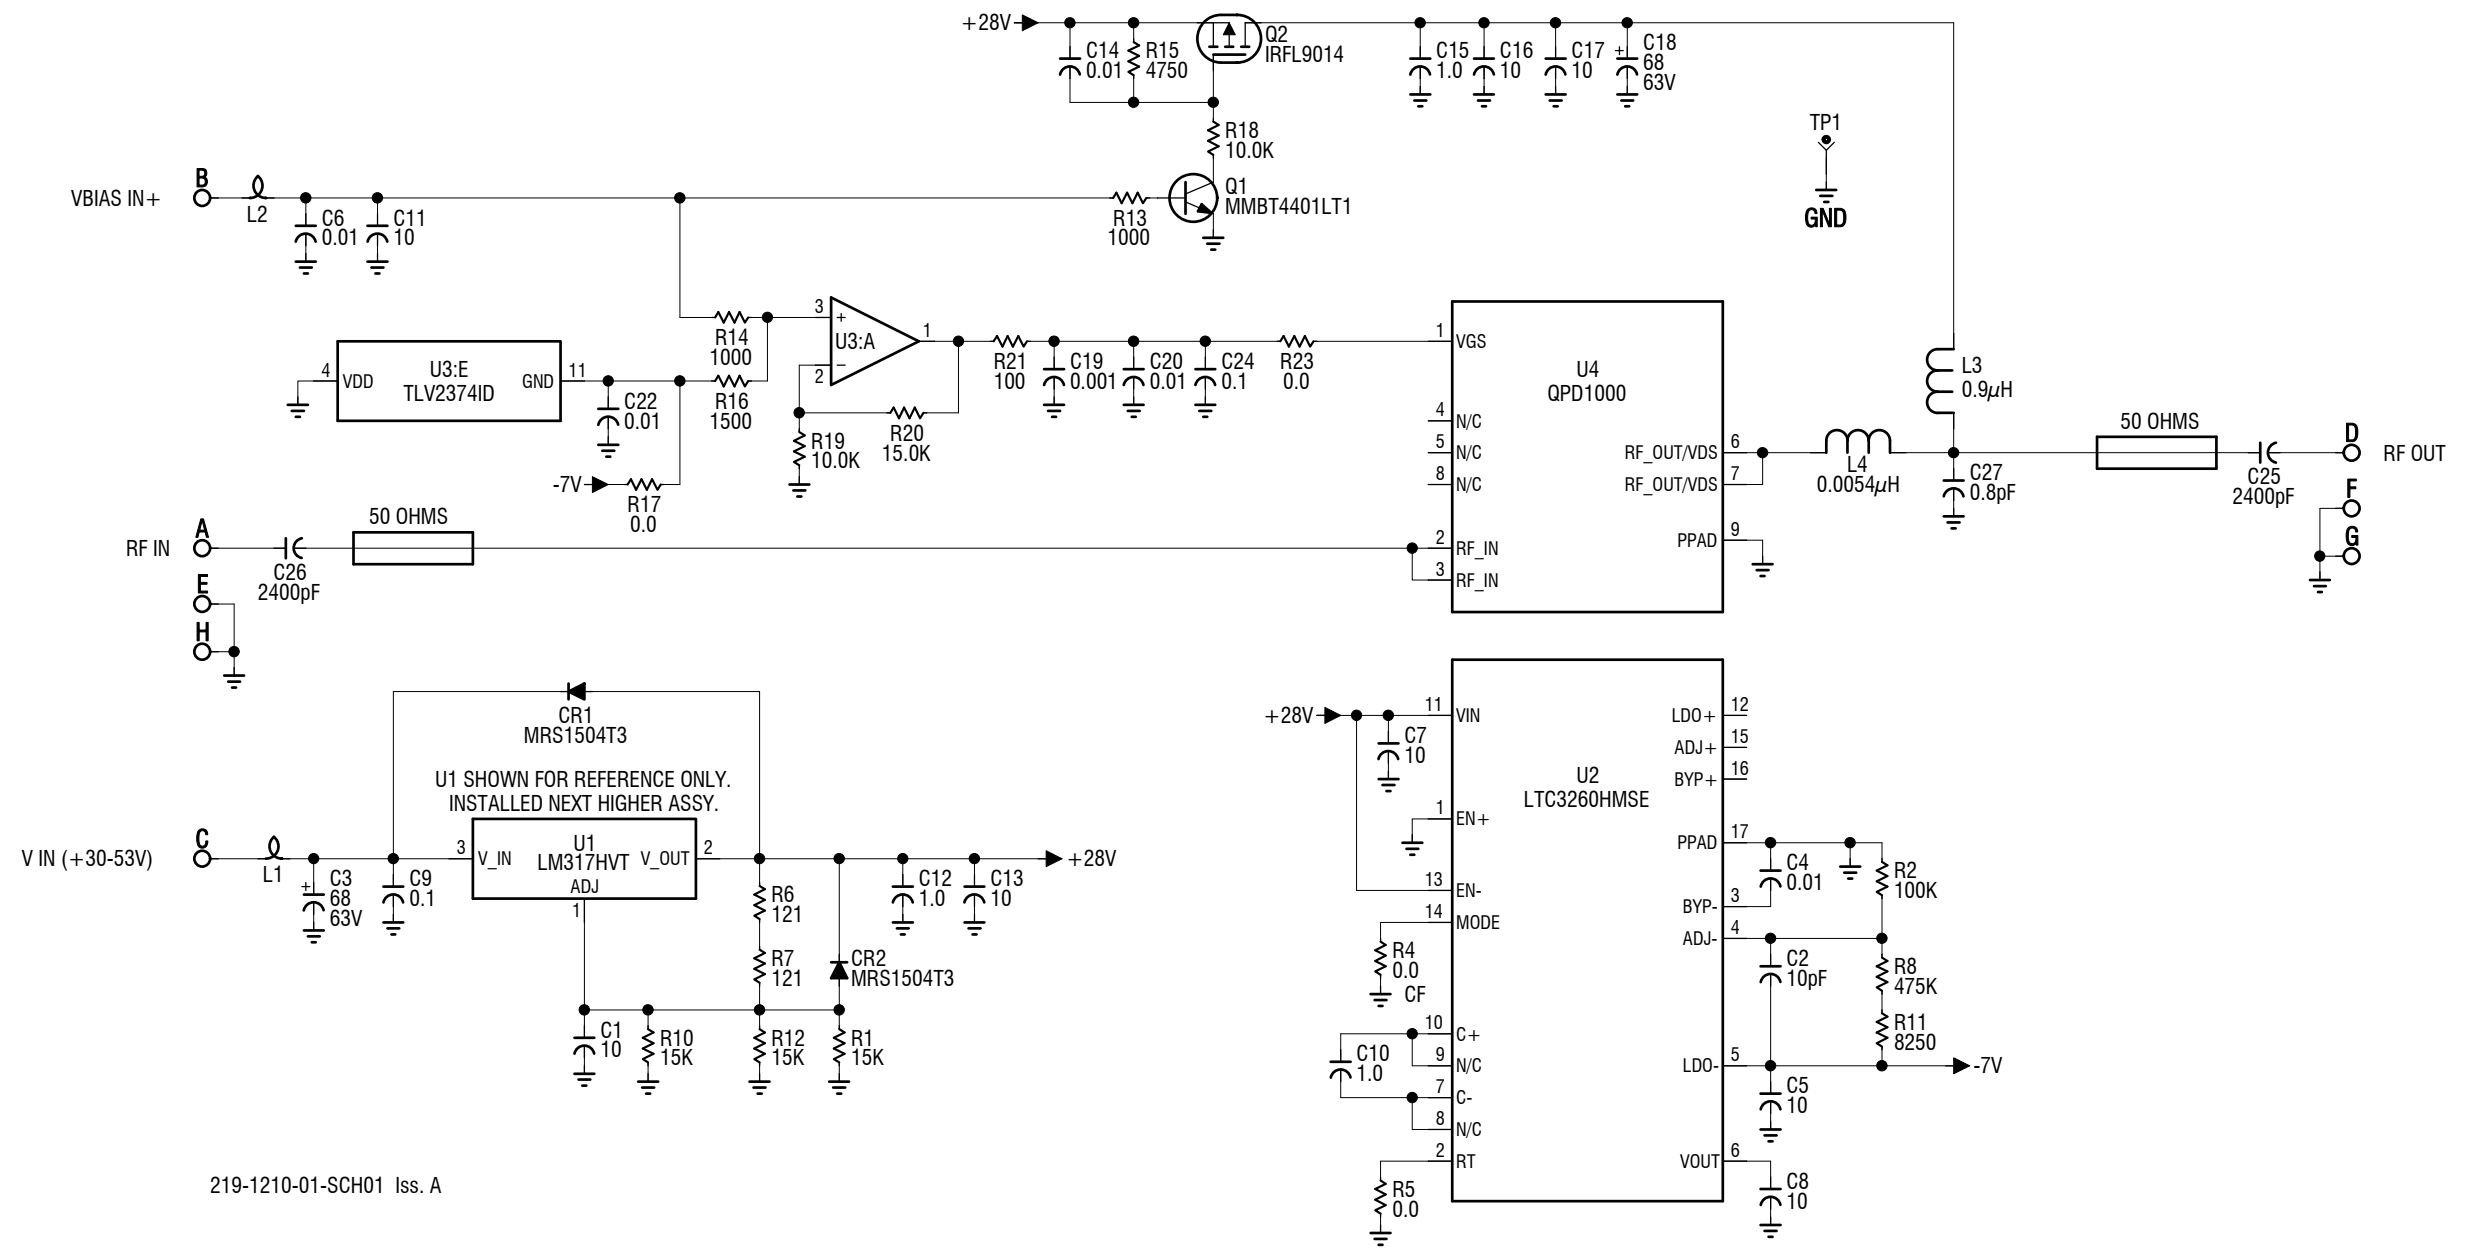 +28V
C14
0.01
R15
4750
Q2
IRFL9014
C15
1.0
C16
10
C17
10
+
C18
68
63V
R18
10.0K
TP1
GND
VBIAS IN+
B
L2
C6
0.01
C11
10
R13
1000
Q1
MMBT4401LT1
R14
1000
3
+
U3:A
1
−
2
R21
100
C19
0.001
C20
0.01
C24
0.1
R23
0.0
4
VDD
U3:E
TLV2374ID
GND
11
C22
0.01
R16
1500
R19
10.0K
R20
15.0K
-7V
R17
0.0
1
VGS
U4
QPD1000
4
N/C
5
N/C
8
N/C
RF_OUT/VDS
6
RF_OUT/VDS
7
PPAD
9
2
RF_IN
3
RF_IN
L3
0.9µH
L4
0.0054µH
C27
0.8pF
50 OHMS
C25
2400pF
D
RF OUT
F
G
RF IN
A
C26
2400pF
50 OHMS
E
H
CR1
MRS1504T3
U1 SHOWN FOR REFERENCE ONLY.
INSTALLED NEXT HIGHER ASSY.
V IN (+30-53V)
C
L1
+
C3
68
63V
C9
0.1
3
V_IN
U1
LM317HVT
V_OUT
2
ADJ
1
R6
121
R7
121
C12
1.0
C13
10
+28V
CR2
MRS1504T3
C1
10
R10
15K
R12
15K
R1
15K
+28V
C7
10
11
VIN
1
EN+
13
EN-
14
MODE
R4
0.0
CF
10
C+
9
N/C
C10
1.0
7
C-
8
N/C
2
RT
R5
0.0
U2
LTC3260HMSE
LDO+
12
ADJ+
15
BYP+
16
PPAD
17
C4
0.01
R2
100K
BYP-
3
ADJ-
4
C2
10pF
R8
475K
R11
8250
LDO-
5
-7V
C5
10
VOUT
6
C8
10
219-1210-01-SCH01 Iss. A